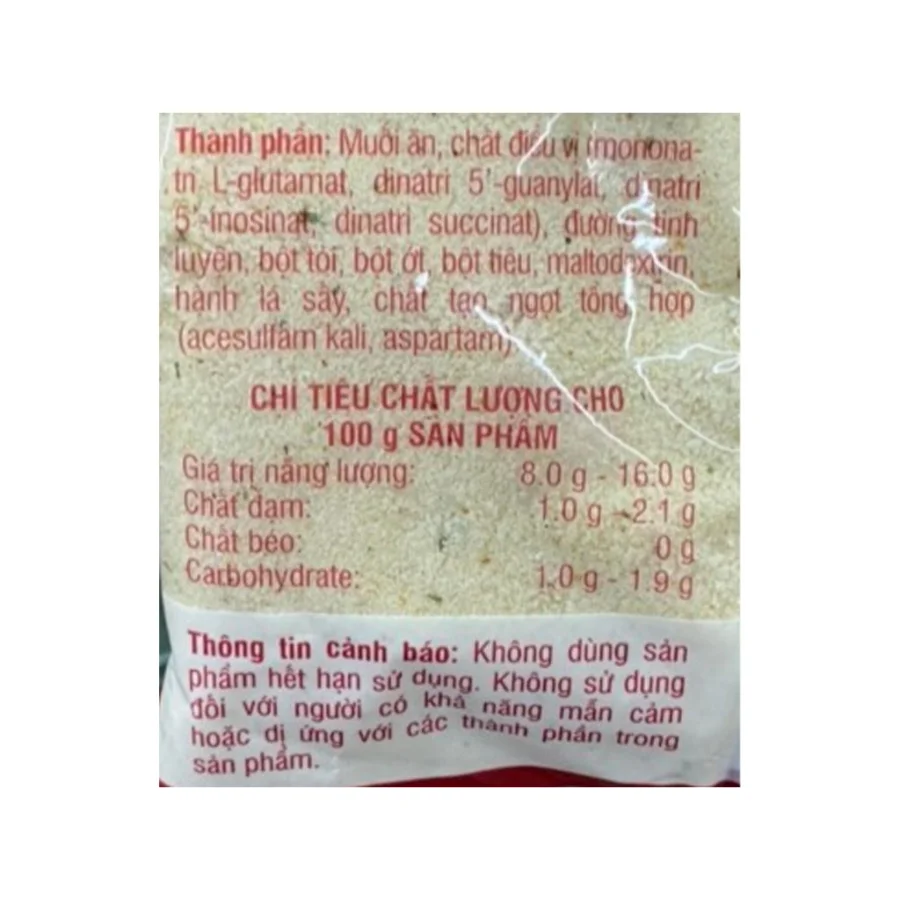 Thành phần: Muối ăn, chất điều vị (monona-
tri L-glutamat, dinatri 5'-guanylat, dinatri
5'-Inosinat, dinatri succinat), đường tinh
luyện, bột tỏi, bột ớt, bột tiêu, maltodextrin,
hành lá sấy, chất tạo ngọt tổng hợp
(acesulfam kali, aspartam)
CHỈ TIÊU CHẤT LƯỢNG CHO
100 g SẢN PHẨM
Giá trị năng lượng: 8.0 g - 16.0 g
Chất đạm: 1.0 g - 2.1 g
Chất béo: 0 g
Carbohydrate: 1.0 g - 1.9 g
Thông tin cảnh báo: Không dùng sản
phẩm hết hạn sử dụng. Không sử dụng
đối với người có khả năng mẫn cảm
hoặc dị ứng với các thành phần trong
sản phẩm.